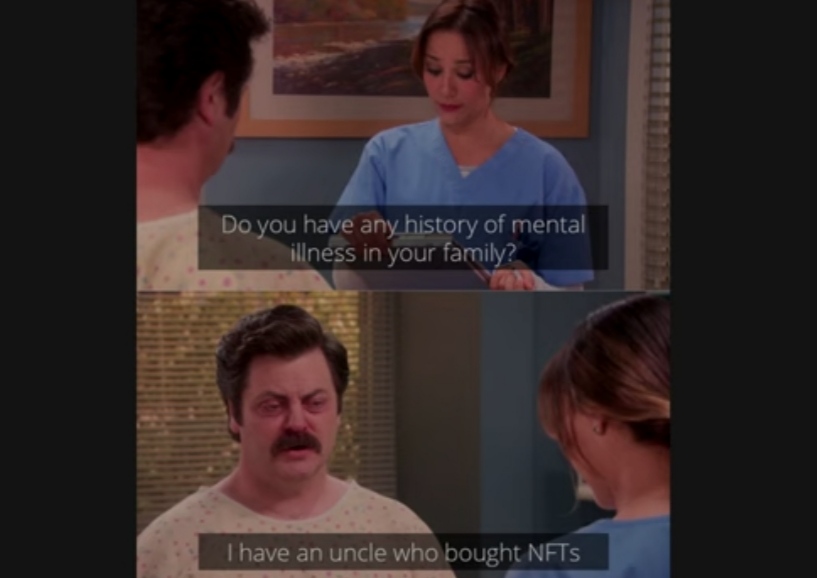 Do you have any history of mental
illness in your family?
I have an uncle who bought NFTs